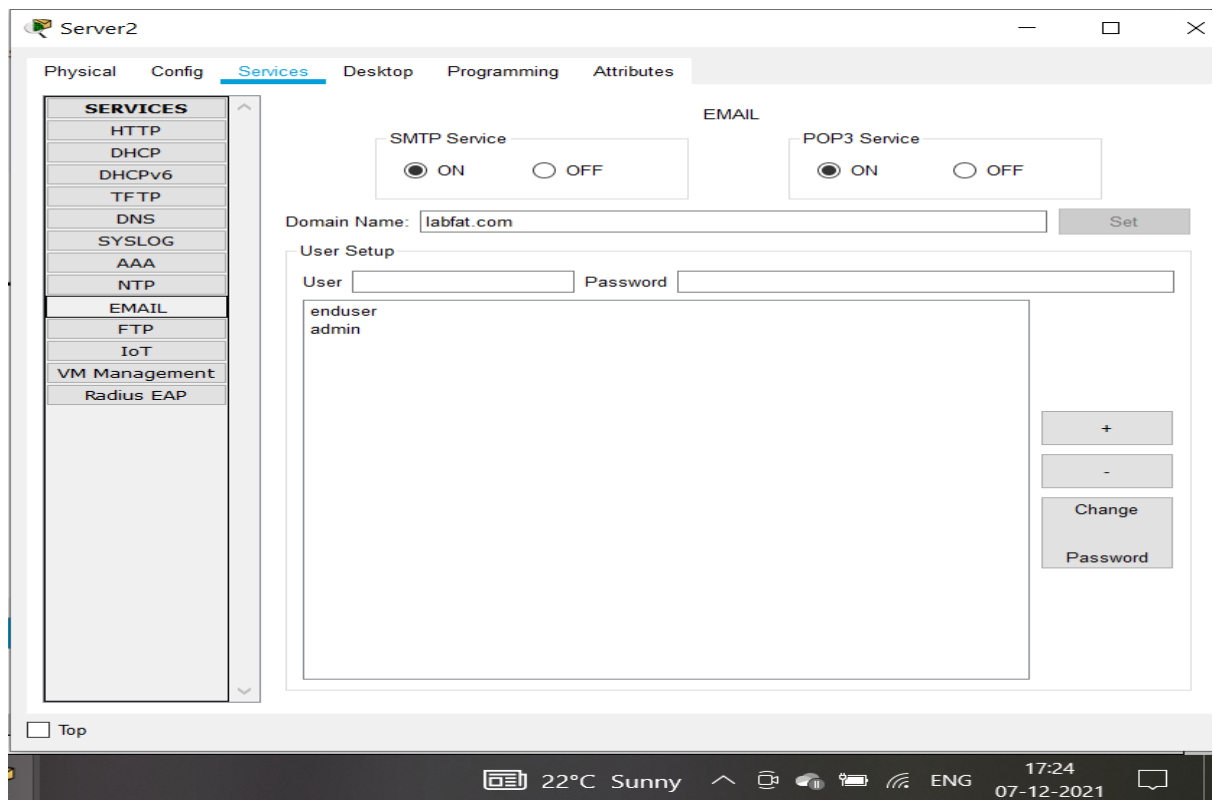 Server2
Physical Config Services Desktop Programming Attributes
SERVICES
HTTP
DHCP
DHCPv6
TFTP
DNS
SYSLOG
AAA
NTP
EMAIL
FTP
IoT
VM Management
Radius EAP
EMAIL
SMTP Service
ON OFF
POP3 Service
ON OFF
Domain Name: labfat.com Set
User Setup
User Password
enduser
admin
+
-
Change
Password
Top
22°C Sunny ENG 17:24
07-12-2021